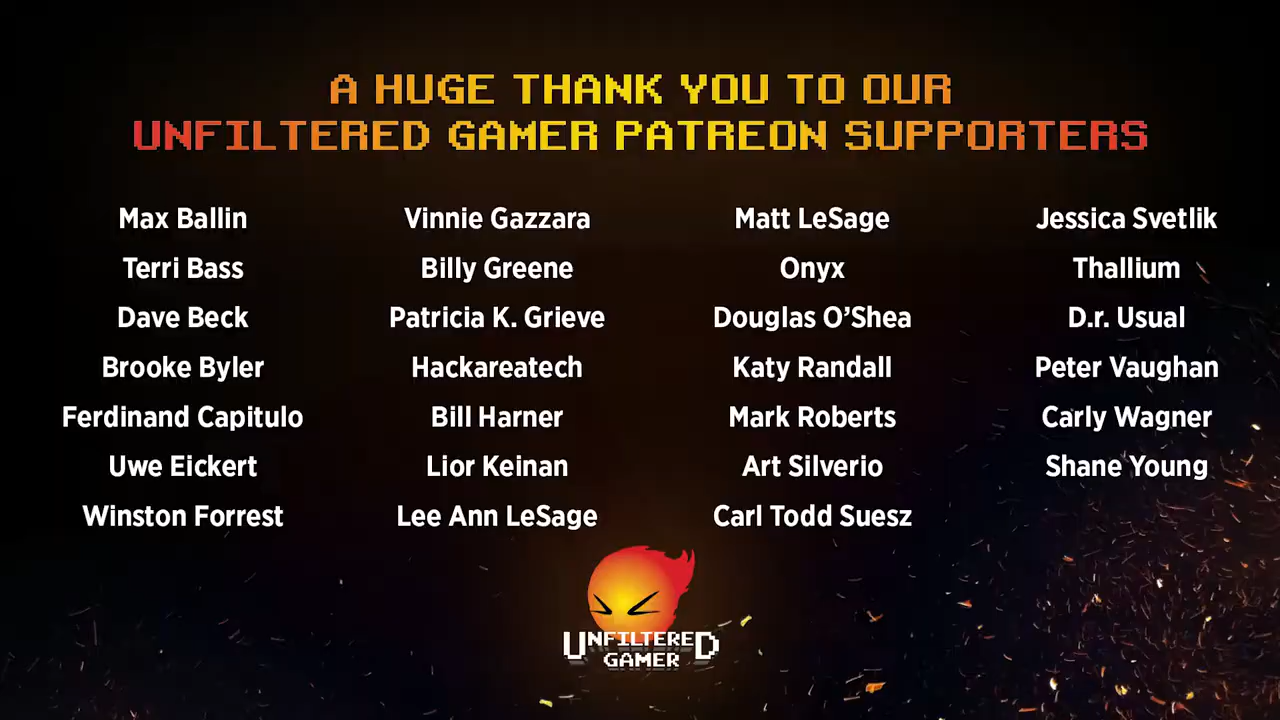 A HUGE THANK YOU TO OUR
UNFILTERED GAMER PATREON SUPPORTERS
Max Ballin
Terri Bass
Dave Beck
Brooke Byler
Ferdinand Capitulo
Uwe Eickert
Winston Forrest
Vinnie Gazzara
Billy Greene
Patricia K. Grieve
Hackareatech
Bill Harner
Lior Keinan
Lee Ann LeSage
Matt LeSage
Onyx
Douglas O’Shea
Katy Randall
Mark Roberts
Art Silverio
Carl Todd Suesz
Jessica Svetlik
Thallium
D.r. Usual
Peter Vaughan
Carly Wagner
Shane Young
UNFILTERED
GAMER